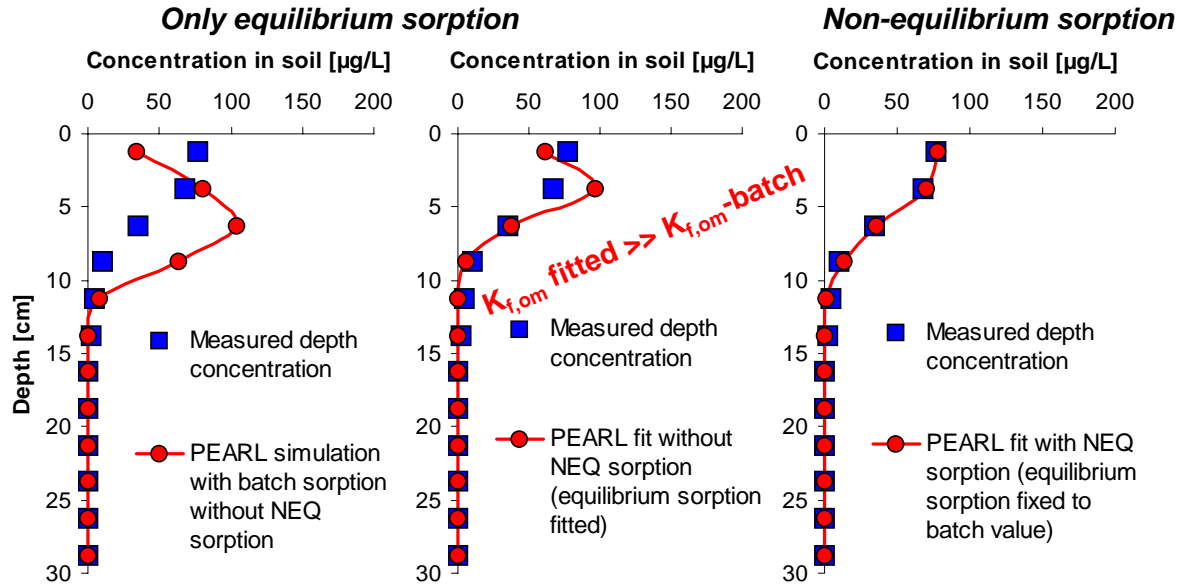 Only equilibrium sorption
Non-equilibrium sorption
Concentration in soil [µg/L]
Concentration in soil [µg/L]
Concentration in soil [µg/L]
0 50 100 150 200
0 50 100 150 200
0 50 100 150 200
Depth [cm]
0
5
10
15
20
25
30
Measured depth
concentration
PEARL simulation
with batch sorption
without NEQ
sorption
0
5
10
15
20
25
30
Kf,om fitted >> Kf,om-batch
Measured depth
concentration
PEARL fit without
NEQ sorption
(equilibrium sorption
fitted)
0
5
10
15
20
25
30
Measured depth
concentration
PEARL fit with NEQ
sorption (equilibrium
sorption fixed to
batch value)